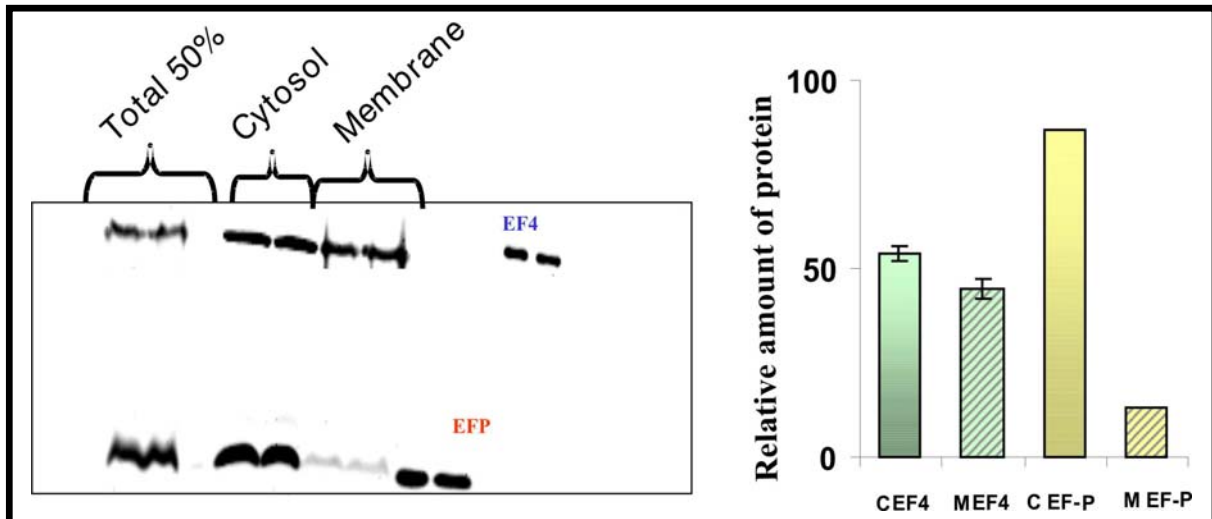 Total 50%
Cytosol
Membrane
EF4
EFP
Relative amount of protein
100
50
0
CEF4
MEF4
C EF-P
M EF-P